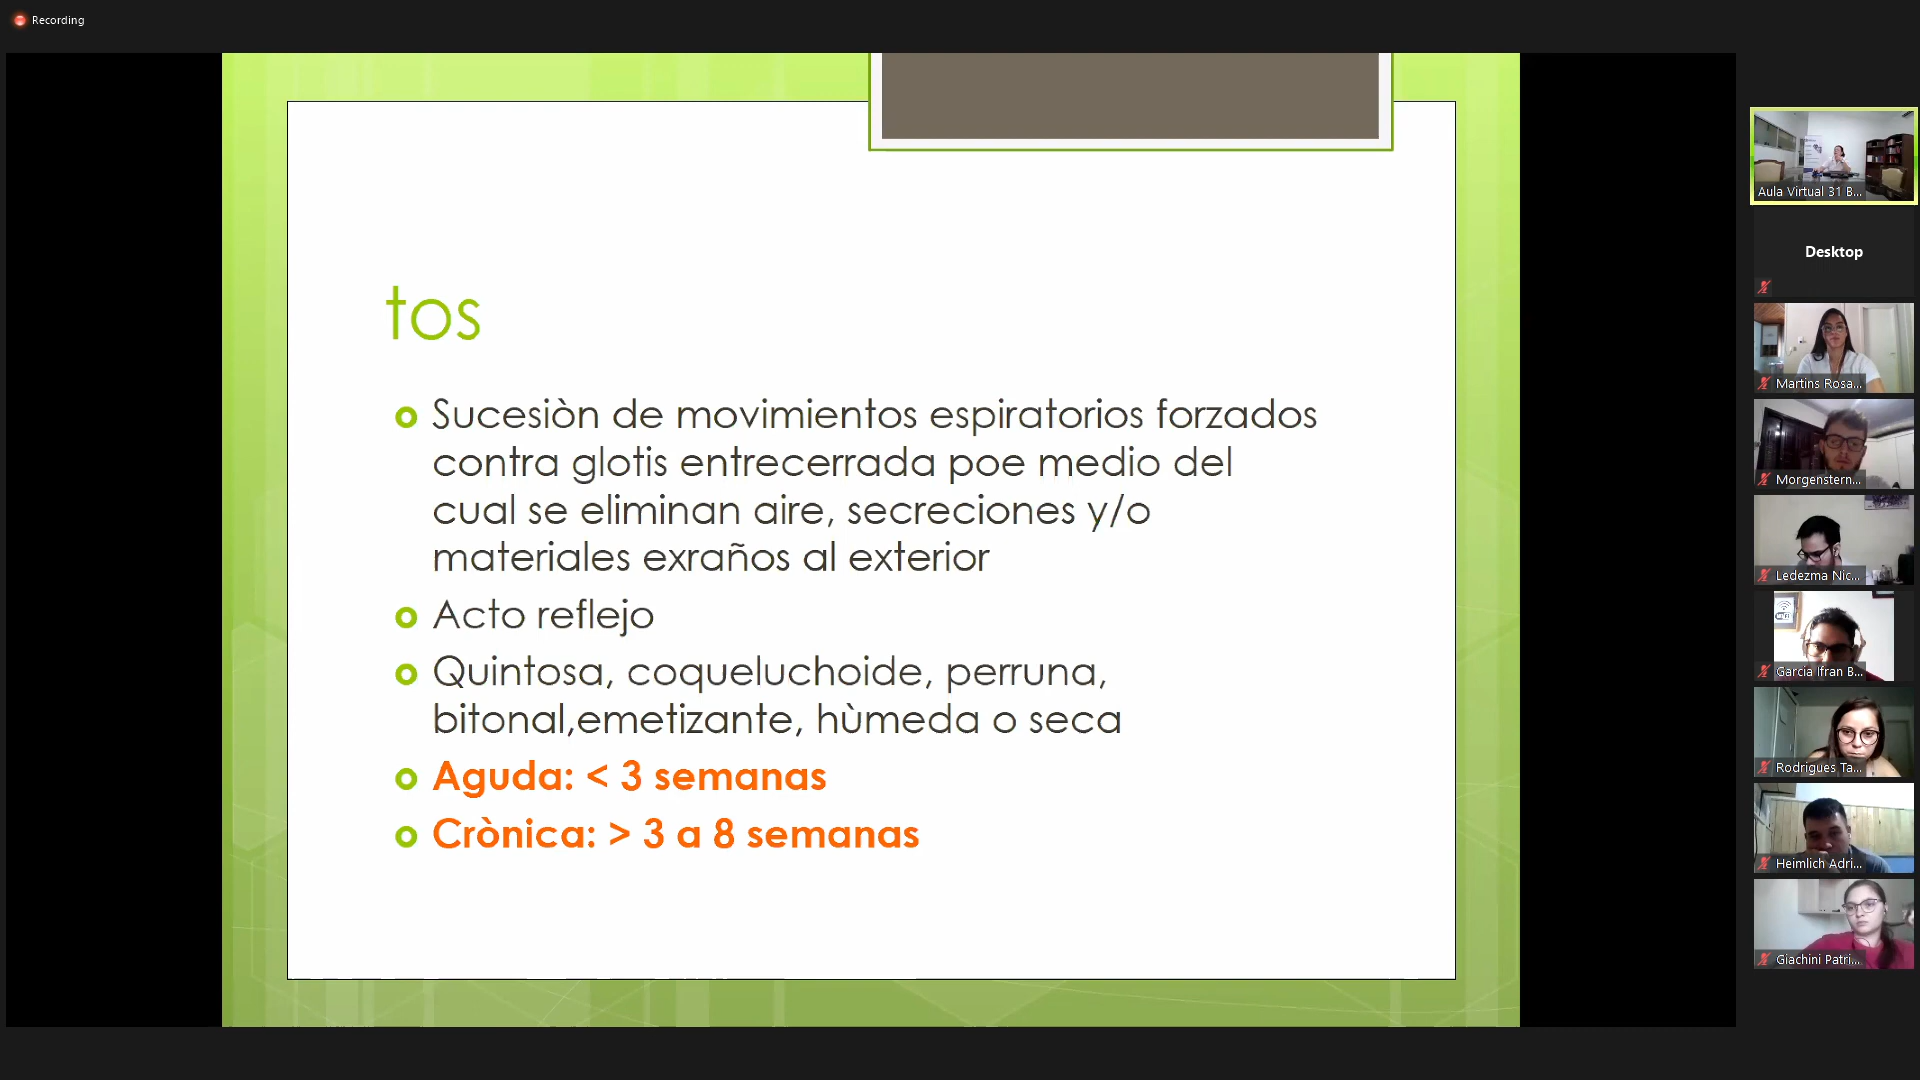 Recording
tos
Sucesiòn de movimientos espiratorios forzados
contra glotis entrecerrada poe medio del
cual se eliminan aire, secreciones y/o
materiales exraños al exterior
Acto reflejo
Quintosa, coqueluchoide, perruna,
bitonal,emetizante, hùmeda o seca
Aguda: < 3 semanas
Crònica: > 3 a 8 semanas
Aula Virtual 31 B...
Desktop
Martins Rosa...
Morgenstern...
Ledezma Nic...
Garcia Ifran B...
Rodrigues Ta...
Heimlich Adri...
Giachini Patri...